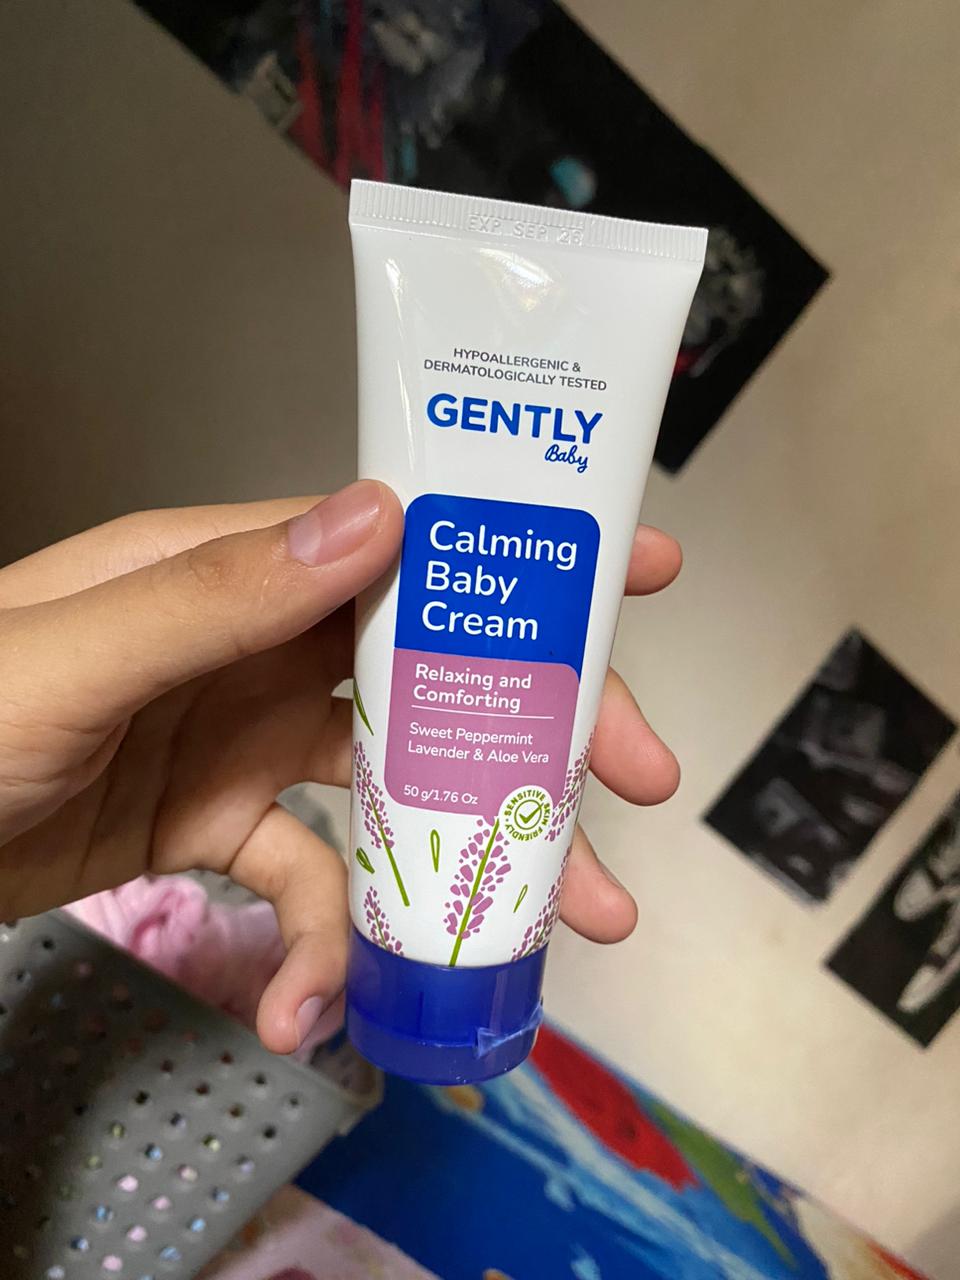 EXP SEP 26
HYPOALLERGENIC &
DERMATOLOGICALLY TESTED
GENTLY
Baby
Calming
Baby
Cream
Relaxing and
Comforting
Sweet Peppermint
Lavender & Aloe Vera
50 g/1.76 Oz
SENSITIVE SKIN FRIENDLY